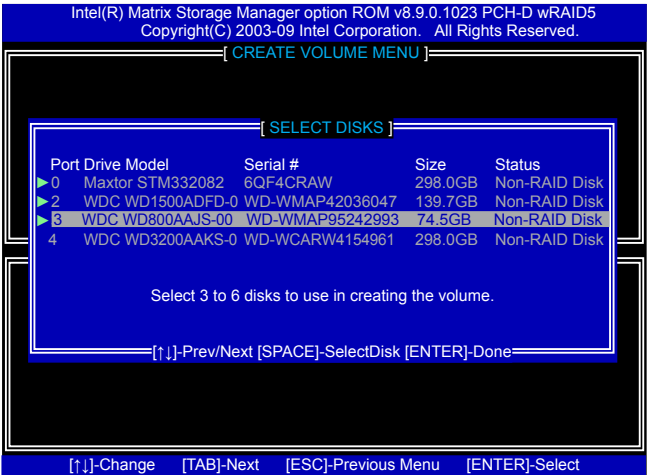 Intel(R) Matrix Storage Manager option ROM v8.9.0.1023 PCH-D wRAID5
Copyright(C) 2003-09 Intel Corporation. All Rights Reserved.
[ CREATE VOLUME MENU ]
[ SELECT DISKS ]
Port Drive Model Serial # Size Status
0 Maxtor STM332082 6QF4CRAW 298.0GB Non-RAID Disk
2 WDC WD1500ADFD-0 WD-WMAP42036047 139.7GB Non-RAID Disk
3 WDC WD800AAJS-00 WD-WMAP95242993 74.5GB Non-RAID Disk
4 WDC WD3200AAKS-0 WD-WCARW4154961 298.0GB Non-RAID Disk
Select 3 to 6 disks to use in creating the volume.
[↑↓]-Prev/Next [SPACE]-SelectDisk [ENTER]-Done
[↑↓]-Change [TAB]-Next [ESC]-Previous Menu [ENTER]-Select